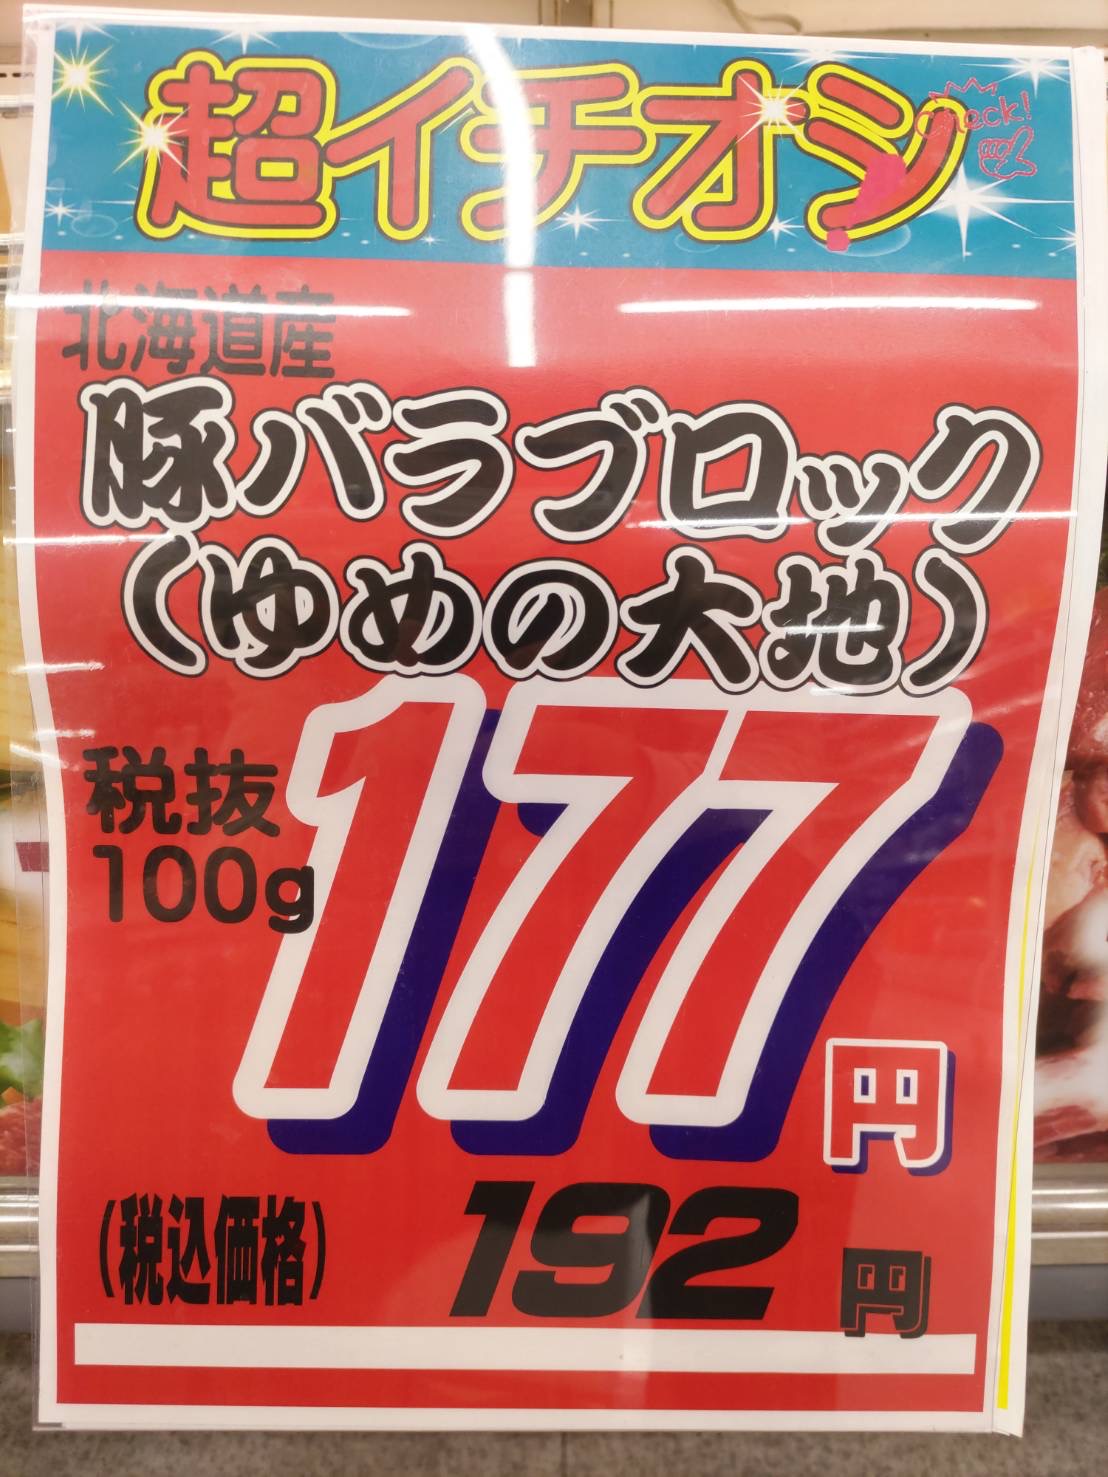 超イチオシ!
Check!
北海道産
豚バラブロック
(ゆめの大地)
税抜
100g
177円
(税込価格) 192円